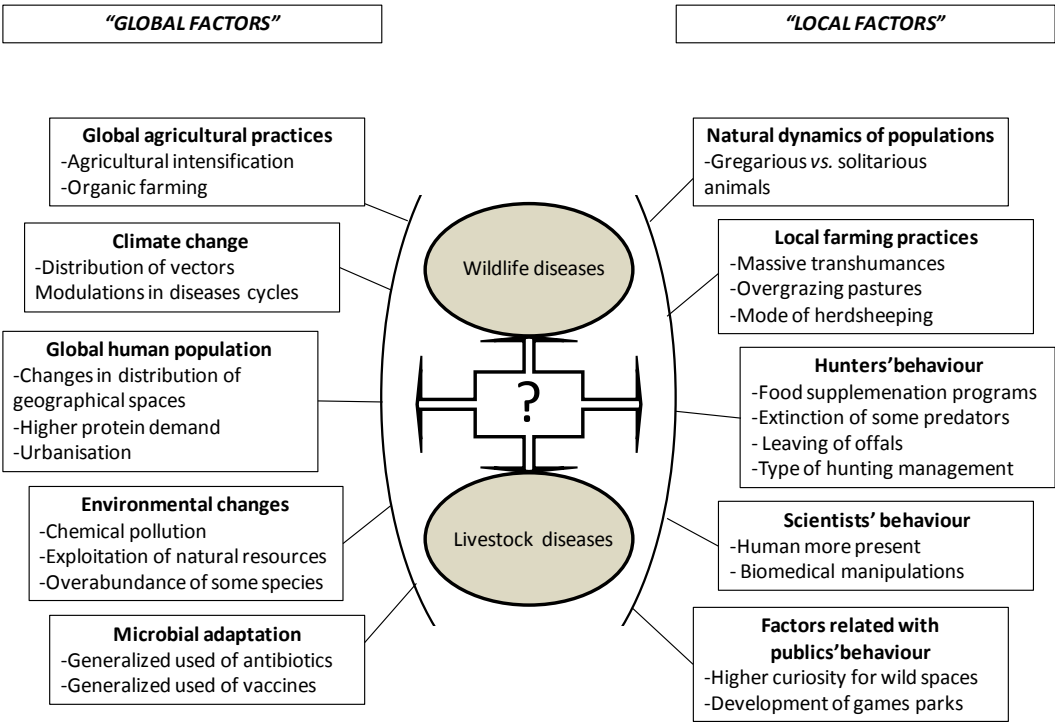 “GLOBAL FACTORS”
“LOCAL FACTORS”
Global agricultural practices
-Agricultural intensification
-Organic farming
Climate change
-Distribution of vectors
Modulations in diseases cycles
Global human population
-Changes in distribution of
geographical spaces
-Higher protein demand
-Urbanisation
Environmental changes
-Chemical pollution
-Exploitation of natural resources
-Overabundance of some species
Microbial adaptation
-Generalized used of antibiotics
-Generalized used of vaccines
Wildlife diseases
?
Livestock diseases
Natural dynamics of populations
-Gregarious vs. solitarious
animals
Local farming practices
-Massive transhumances
-Overgrazing pastures
-Mode of herdsheeping
Hunters’behaviour
-Food supplemenation programs
-Extinction of some predators
- Leaving of offals
-Type of hunting management
Scientists’ behaviour
-Human more present
- Biomedical manipulations
Factors related with
publics’behaviour
-Higher curiosity for wild spaces
-Development of games parks